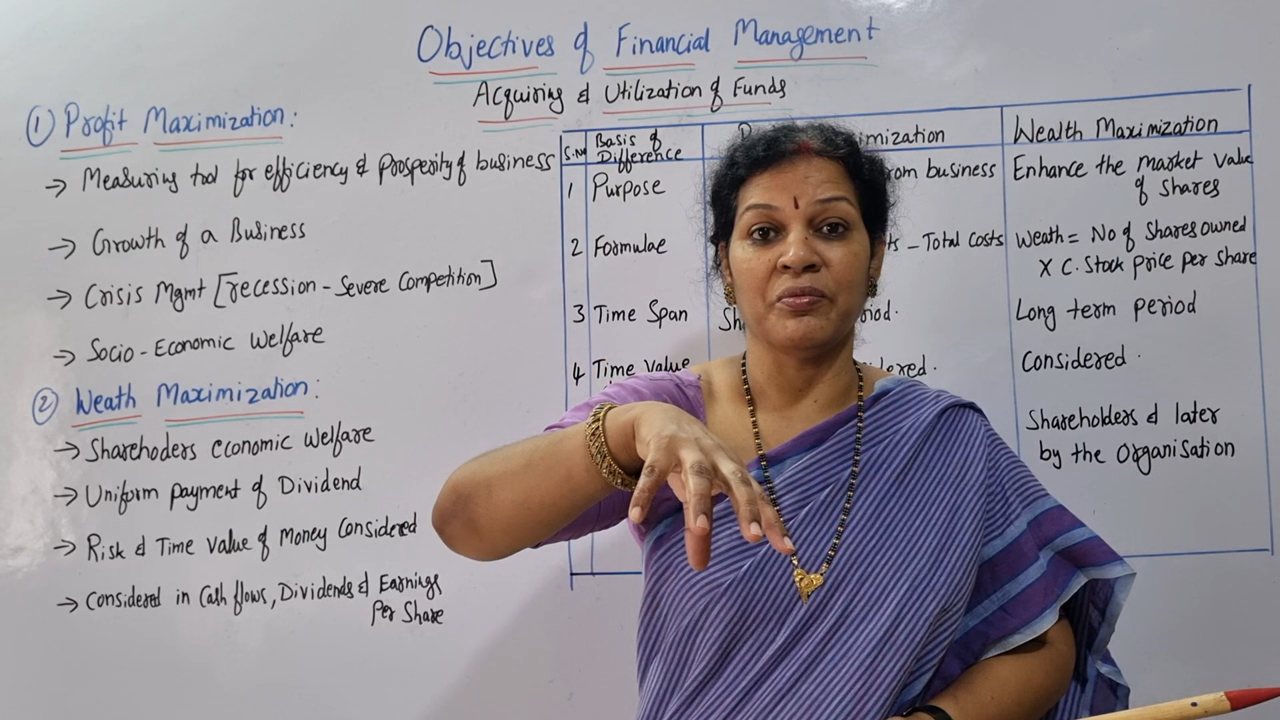 Objectives of Financial Management
Acquiring & Utilization of Funds
① Profit Maximization:
→ Measuring tool for efficiency & prosperity of business
→ Growth of a Business
→ Crisis Mgmt [recession - Severe Competition]
→ Socio - Economic Welfare
② Weath Maximization:
→ Sharehoders economic Welfare
→ Uniform payment of Dividend
→ Risk & Time Value of Money Considered
→ Considered in Cash flows, Dividends & Earnings
Per Share
S.No Basis of
Difference
Wealth Maximization
1 Purpose
from business
Enhance the Market Value
of Shares
2 Formulae
- Total Costs
Weath = No of Shares owned
X C. Stock price per share
3 Time Span
Long term period
4 Time Value
Considered.
Shareholders & later
by the Organisation